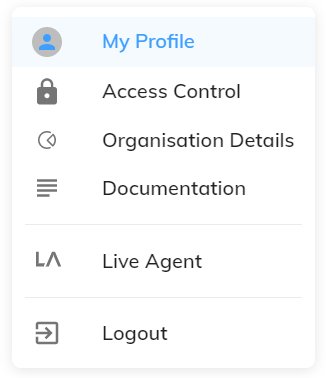 My Profile
Access Control
Organisation Details
Documentation
LA Live Agent
Logout